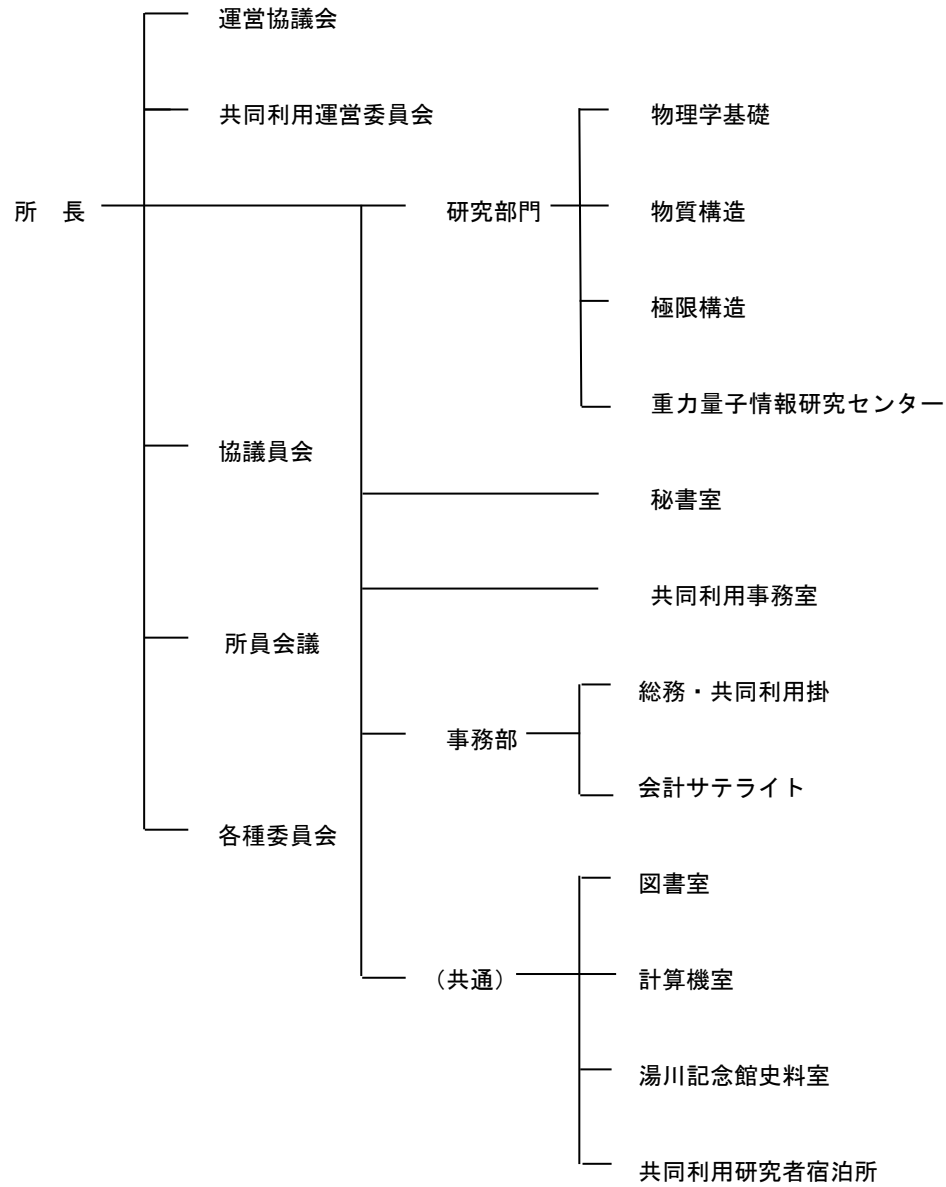 運営協議会
共同利用運営委員会
物理学基礎
所　長
研究部門
物質構造
極限構造
重力量子情報研究センター
協議員会
秘書室
共同利用事務室
所員会議
総務・共同利用掛
事務部
会計サテライト
各種委員会
図書室
（共通）
計算機室
湯川記念館史料室
共同利用研究者宿泊所